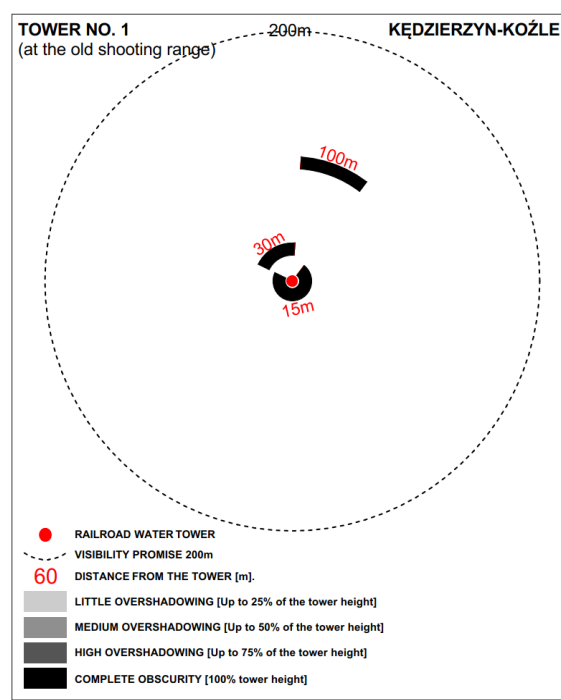 TOWER NO. 1
(at the old shooting range)
200m
KĘDZIERZYN-KOŹLE
100m
30m
15m
RAILROAD WATER TOWER
VISIBILITY PROMISE 200m
60 DISTANCE FROM THE TOWER [m].
LITTLE OVERSHADOWING [Up to 25% of the tower height]
MEDIUM OVERSHADOWING [Up to 50% of the tower height]
HIGH OVERSHADOWING [Up to 75% of the tower height]
COMPLETE OBSCURITY [100% tower height]